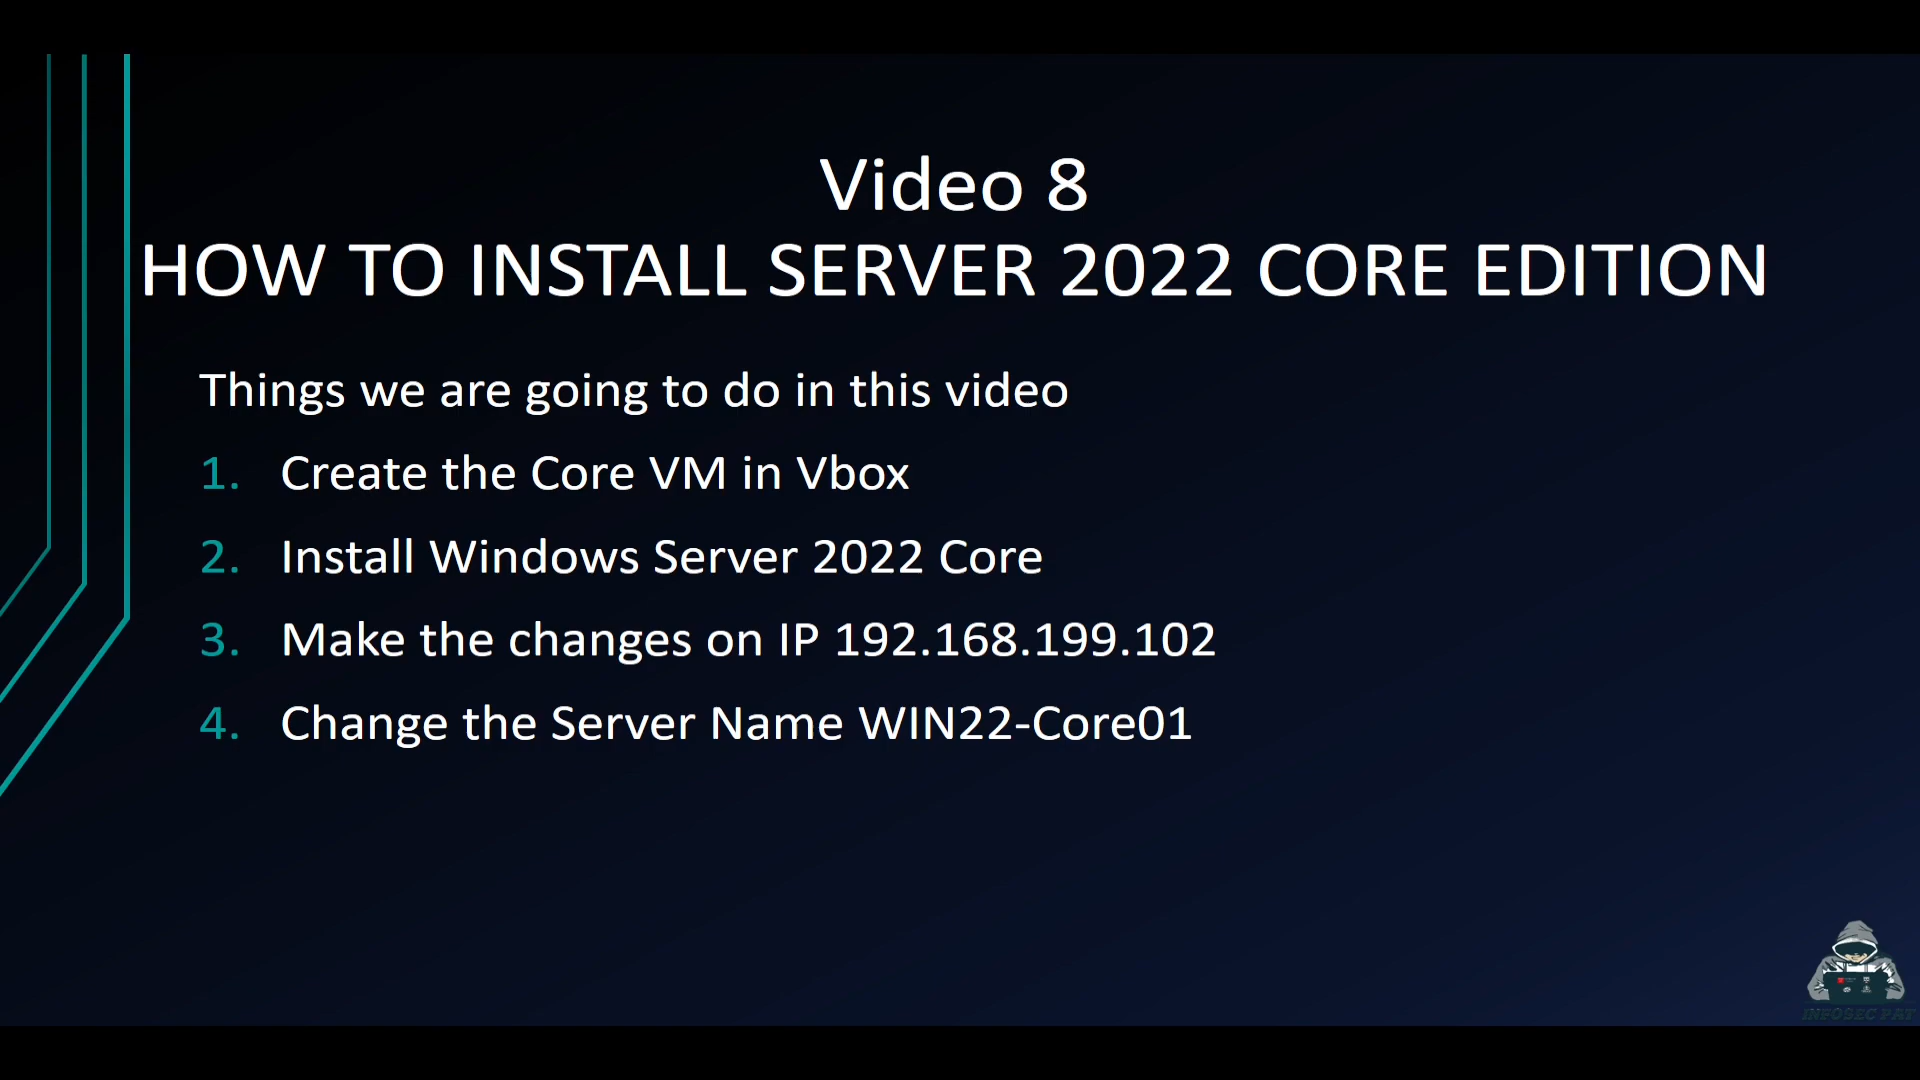 Video 8
HOW TO INSTALL SERVER 2022 CORE EDITION
Things we are going to do in this video
1. Create the Core VM in Vbox
2. Install Windows Server 2022 Core
3. Make the changes on IP 192.168.199.102
4. Change the Server Name WIN22-Core01
INFOSEC PAT